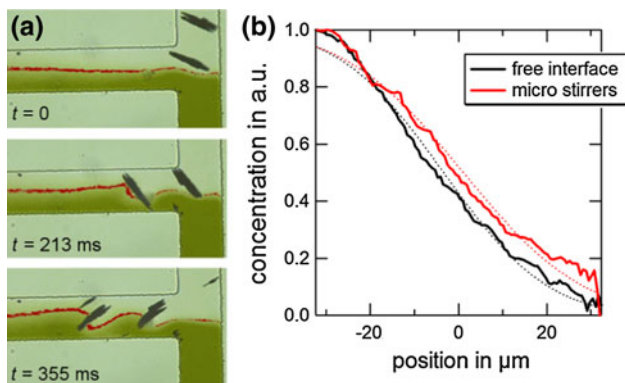 (a)
t = 0
t = 213 ms
t = 355 ms
(b)
1.0
0.8
0.6
0.4
0.2
0.0
concentration in a.u.
free interface
micro stirrers
-20
0
20
position in µm